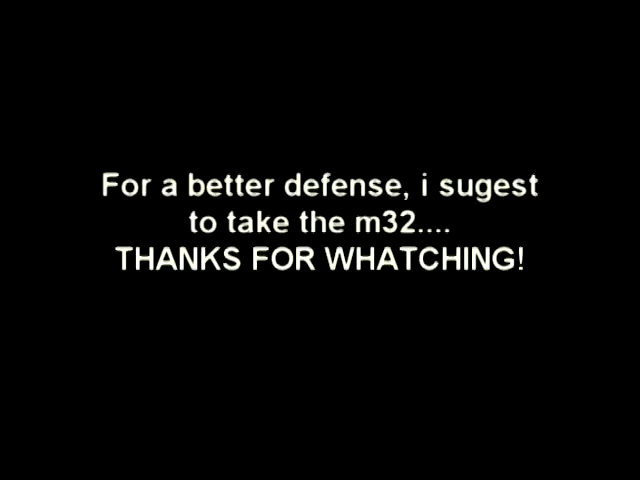 For a better defense, i sugest
to take the m32....
THANKS FOR WHATCHING!